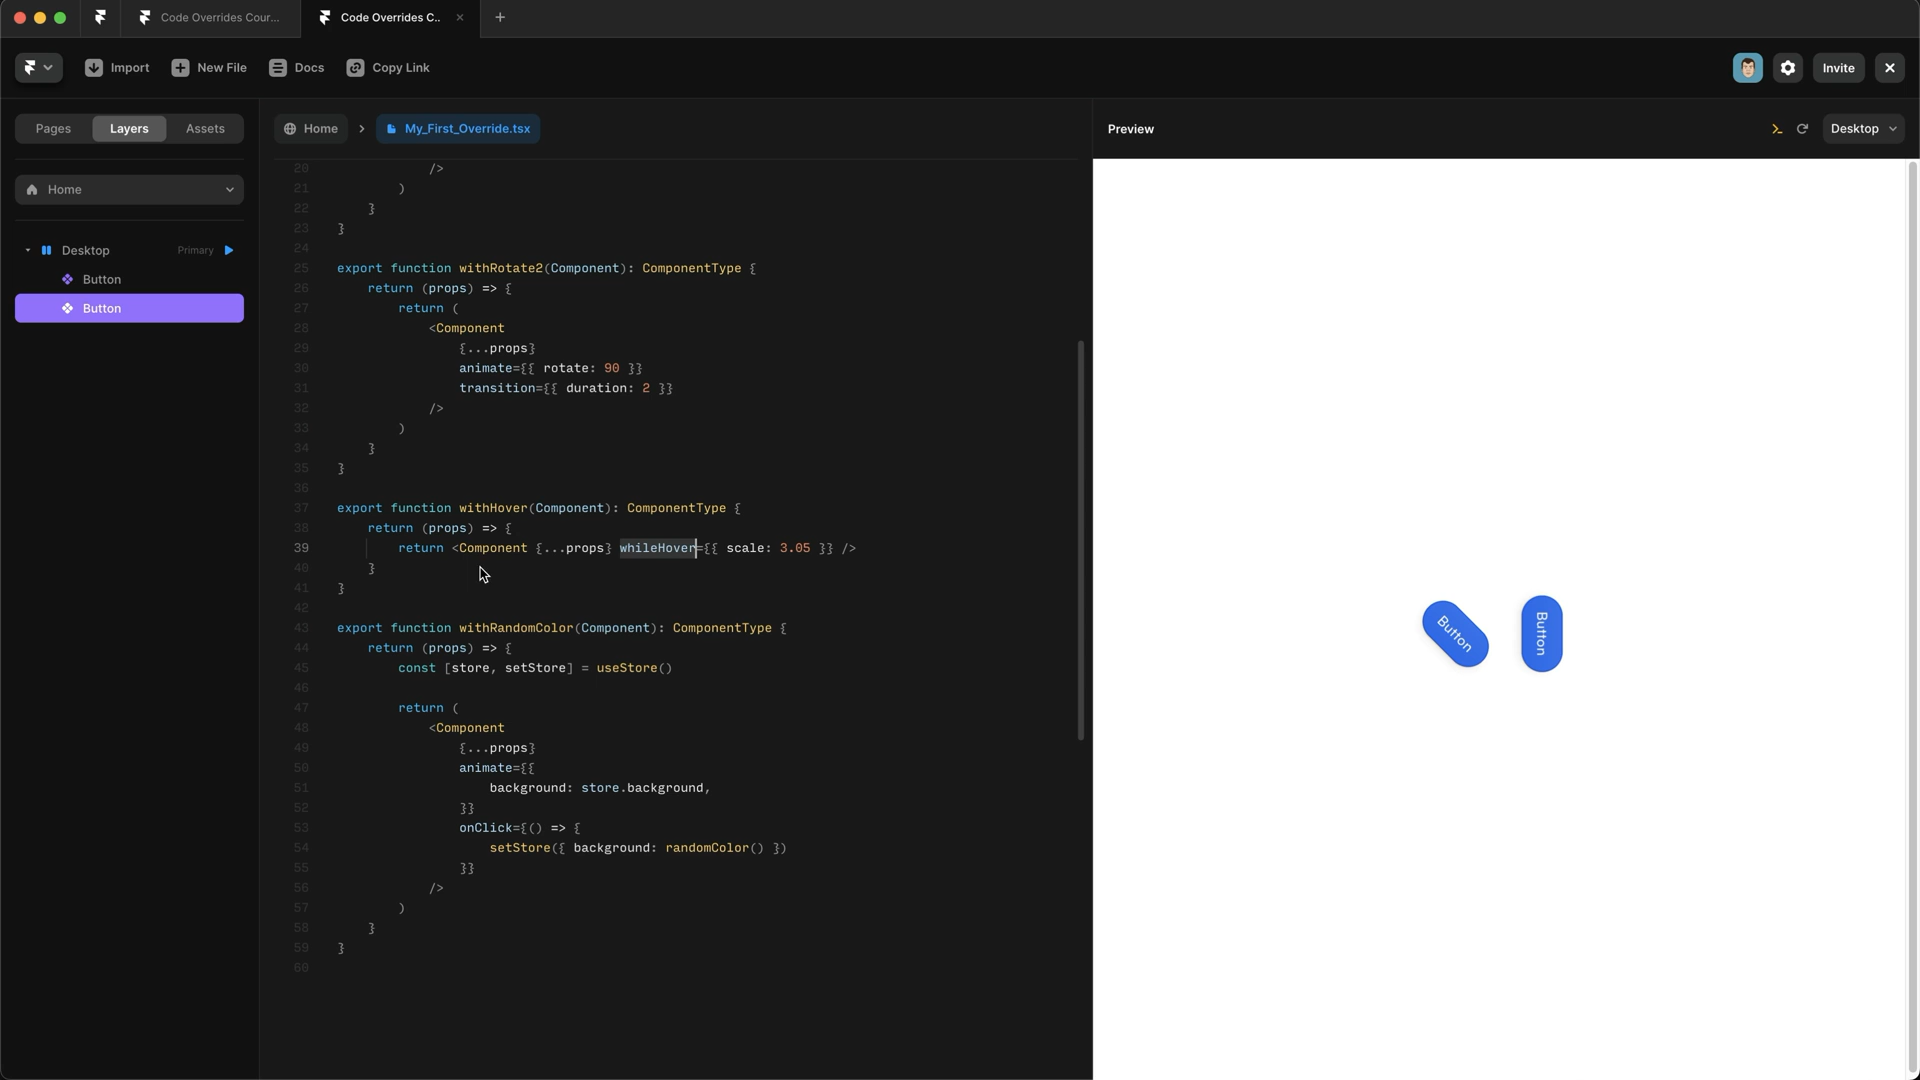 Code Overrides Cour...
Code Overrides C..
Import
New File
Docs
Copy Link
Invite
Pages
Layers
Assets
Home
My_First_Override.tsx
Preview
Desktop
Home
Desktop
Primary
Button
Button
20 />
21 )
22 }
23 }
24
25 export function withRotate2(Component): ComponentType {
26 return (props) => {
27 return (
28 <Component
29 {...props}
30 animate={{ rotate: 90 }}
31 transition={{ duration: 2 }}
32 />
33 )
34 }
35 }
36
37 export function withHover(Component): ComponentType {
38 return (props) => {
39 return <Component {...props} whileHover={{ scale: 3.05 }} />
40 }
41 }
42
43 export function withRandomColor(Component): ComponentType {
44 return (props) => {
45 const [store, setStore] = useStore()
46
47 return (
48 <Component
49 {...props}
50 animate={{
51 background: store.background,
52 }}
53 onClick={() => {
54 setStore({ background: randomColor() })
55 }}
56 />
57 )
58 }
59 }
60
Button
Button